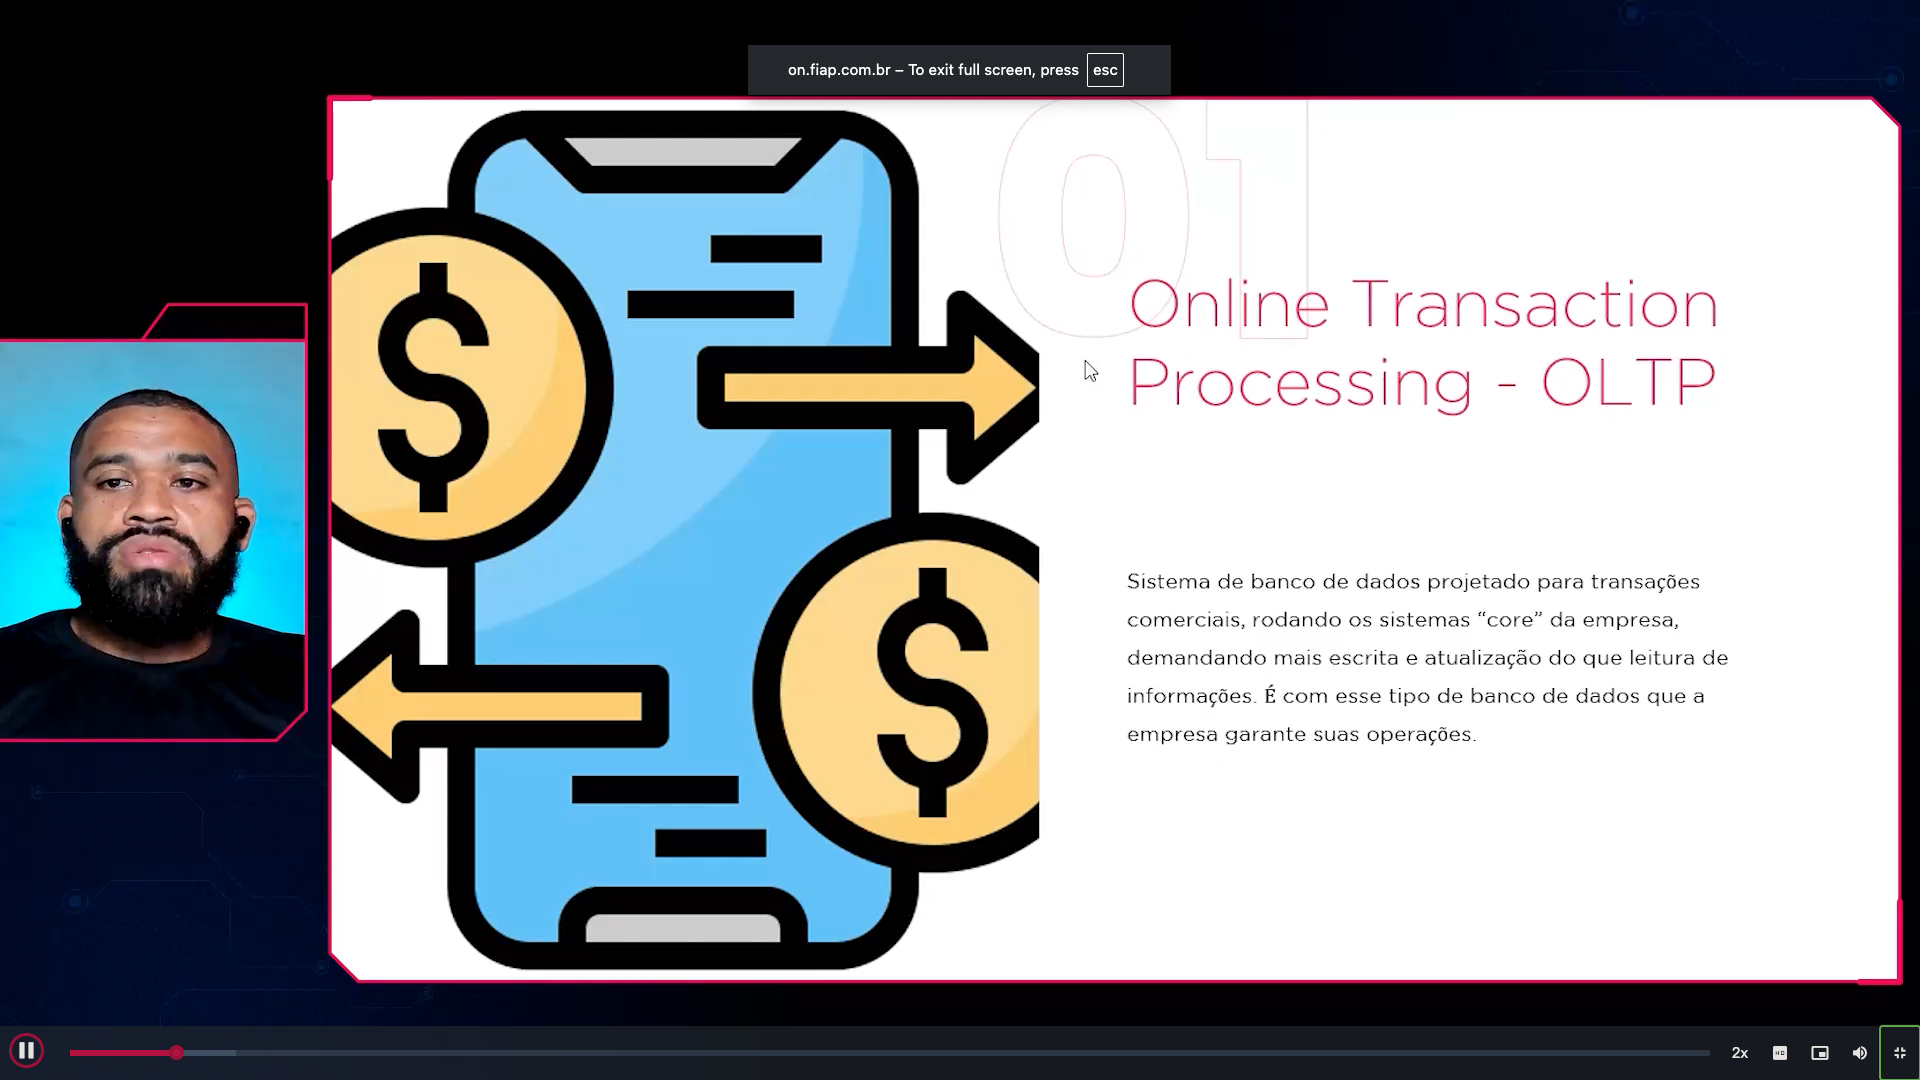 on.fiap.com.br – To exit full screen, press esc
01
Online Transaction
Processing - OLTP
Sistema de banco de dados projetado para transações
comerciais, rodando os sistemas “core” da empresa,
demandando mais escrita e atualização do que leitura de
informações. É com esse tipo de banco de dados que a
empresa garante suas operações.
$
$
2x
HD